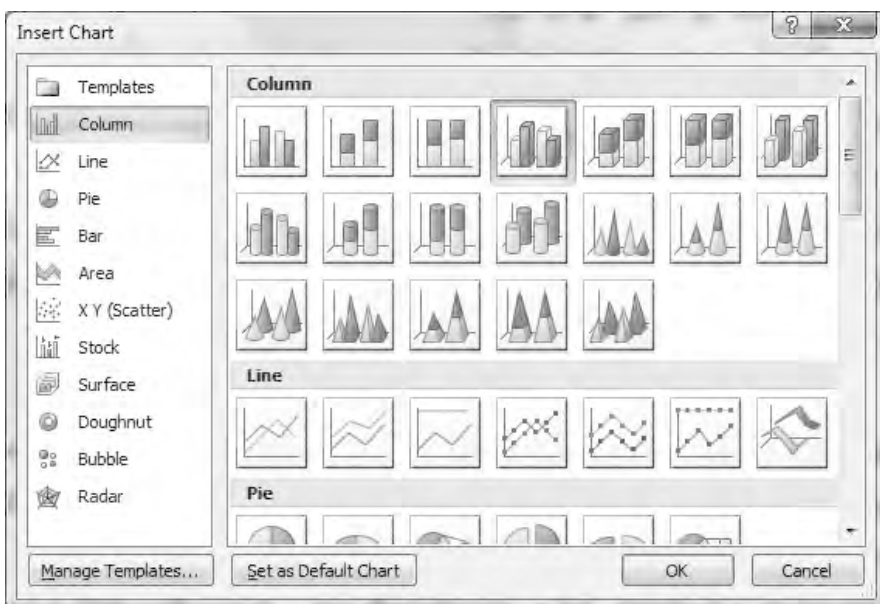 Insert Chart
Templates
Column
Line
Pie
Bar
Area
X Y (Scatter)
Stock
Surface
Doughnut
Bubble
Radar
Column
Line
Pie
Manage Templates...
Set as Default Chart
OK
Cancel